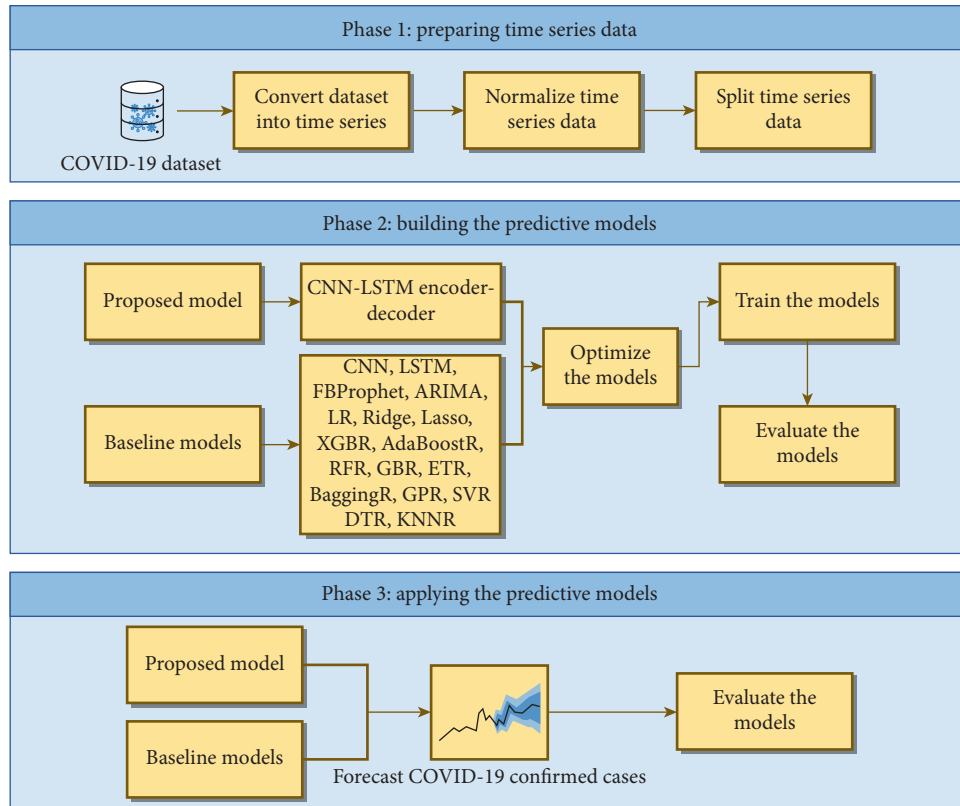 Phase 1: preparing time series data
Convert dataset
into time series
Normalize time
series data
Split time series
data
COVID-19 dataset
Phase 2: building the predictive models
Proposed model
CNN-LSTM encoder-
decoder
Baseline models
CNN, LSTM,
FBProphet, ARIMA,
LR, Ridge, Lasso,
XGBR, AdaBoostR,
RFR, GBR, ETR,
BaggingR, GPR, SVR
DTR, KNNR
Optimize
the models
Train the models
Evaluate the
models
Phase 3: applying the predictive models
Proposed model
Baseline models
Forecast COVID-19 confirmed cases
Evaluate the
models